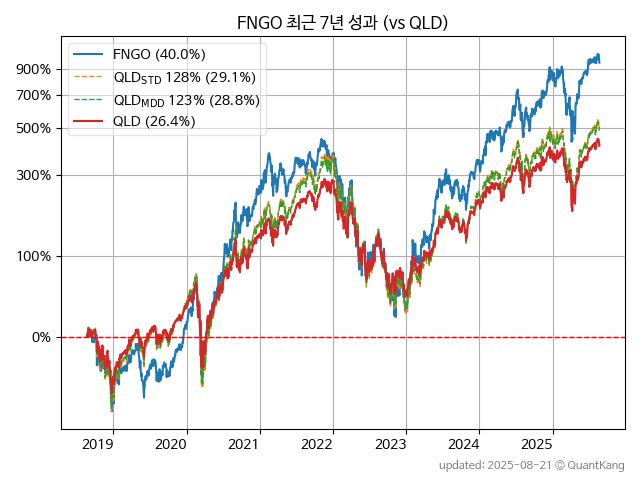 FNGO 최근 7년 성과 (vs QLD)
FNGO (40.0%)
QLD_STD 128% (29.1%)
QLD_MDD 123% (28.8%)
QLD (26.4%)
900%
700%
500%
300%
100%
0%
2019 2020 2021 2022 2023 2024 2025
updated: 2025-08-21 © QuantKang